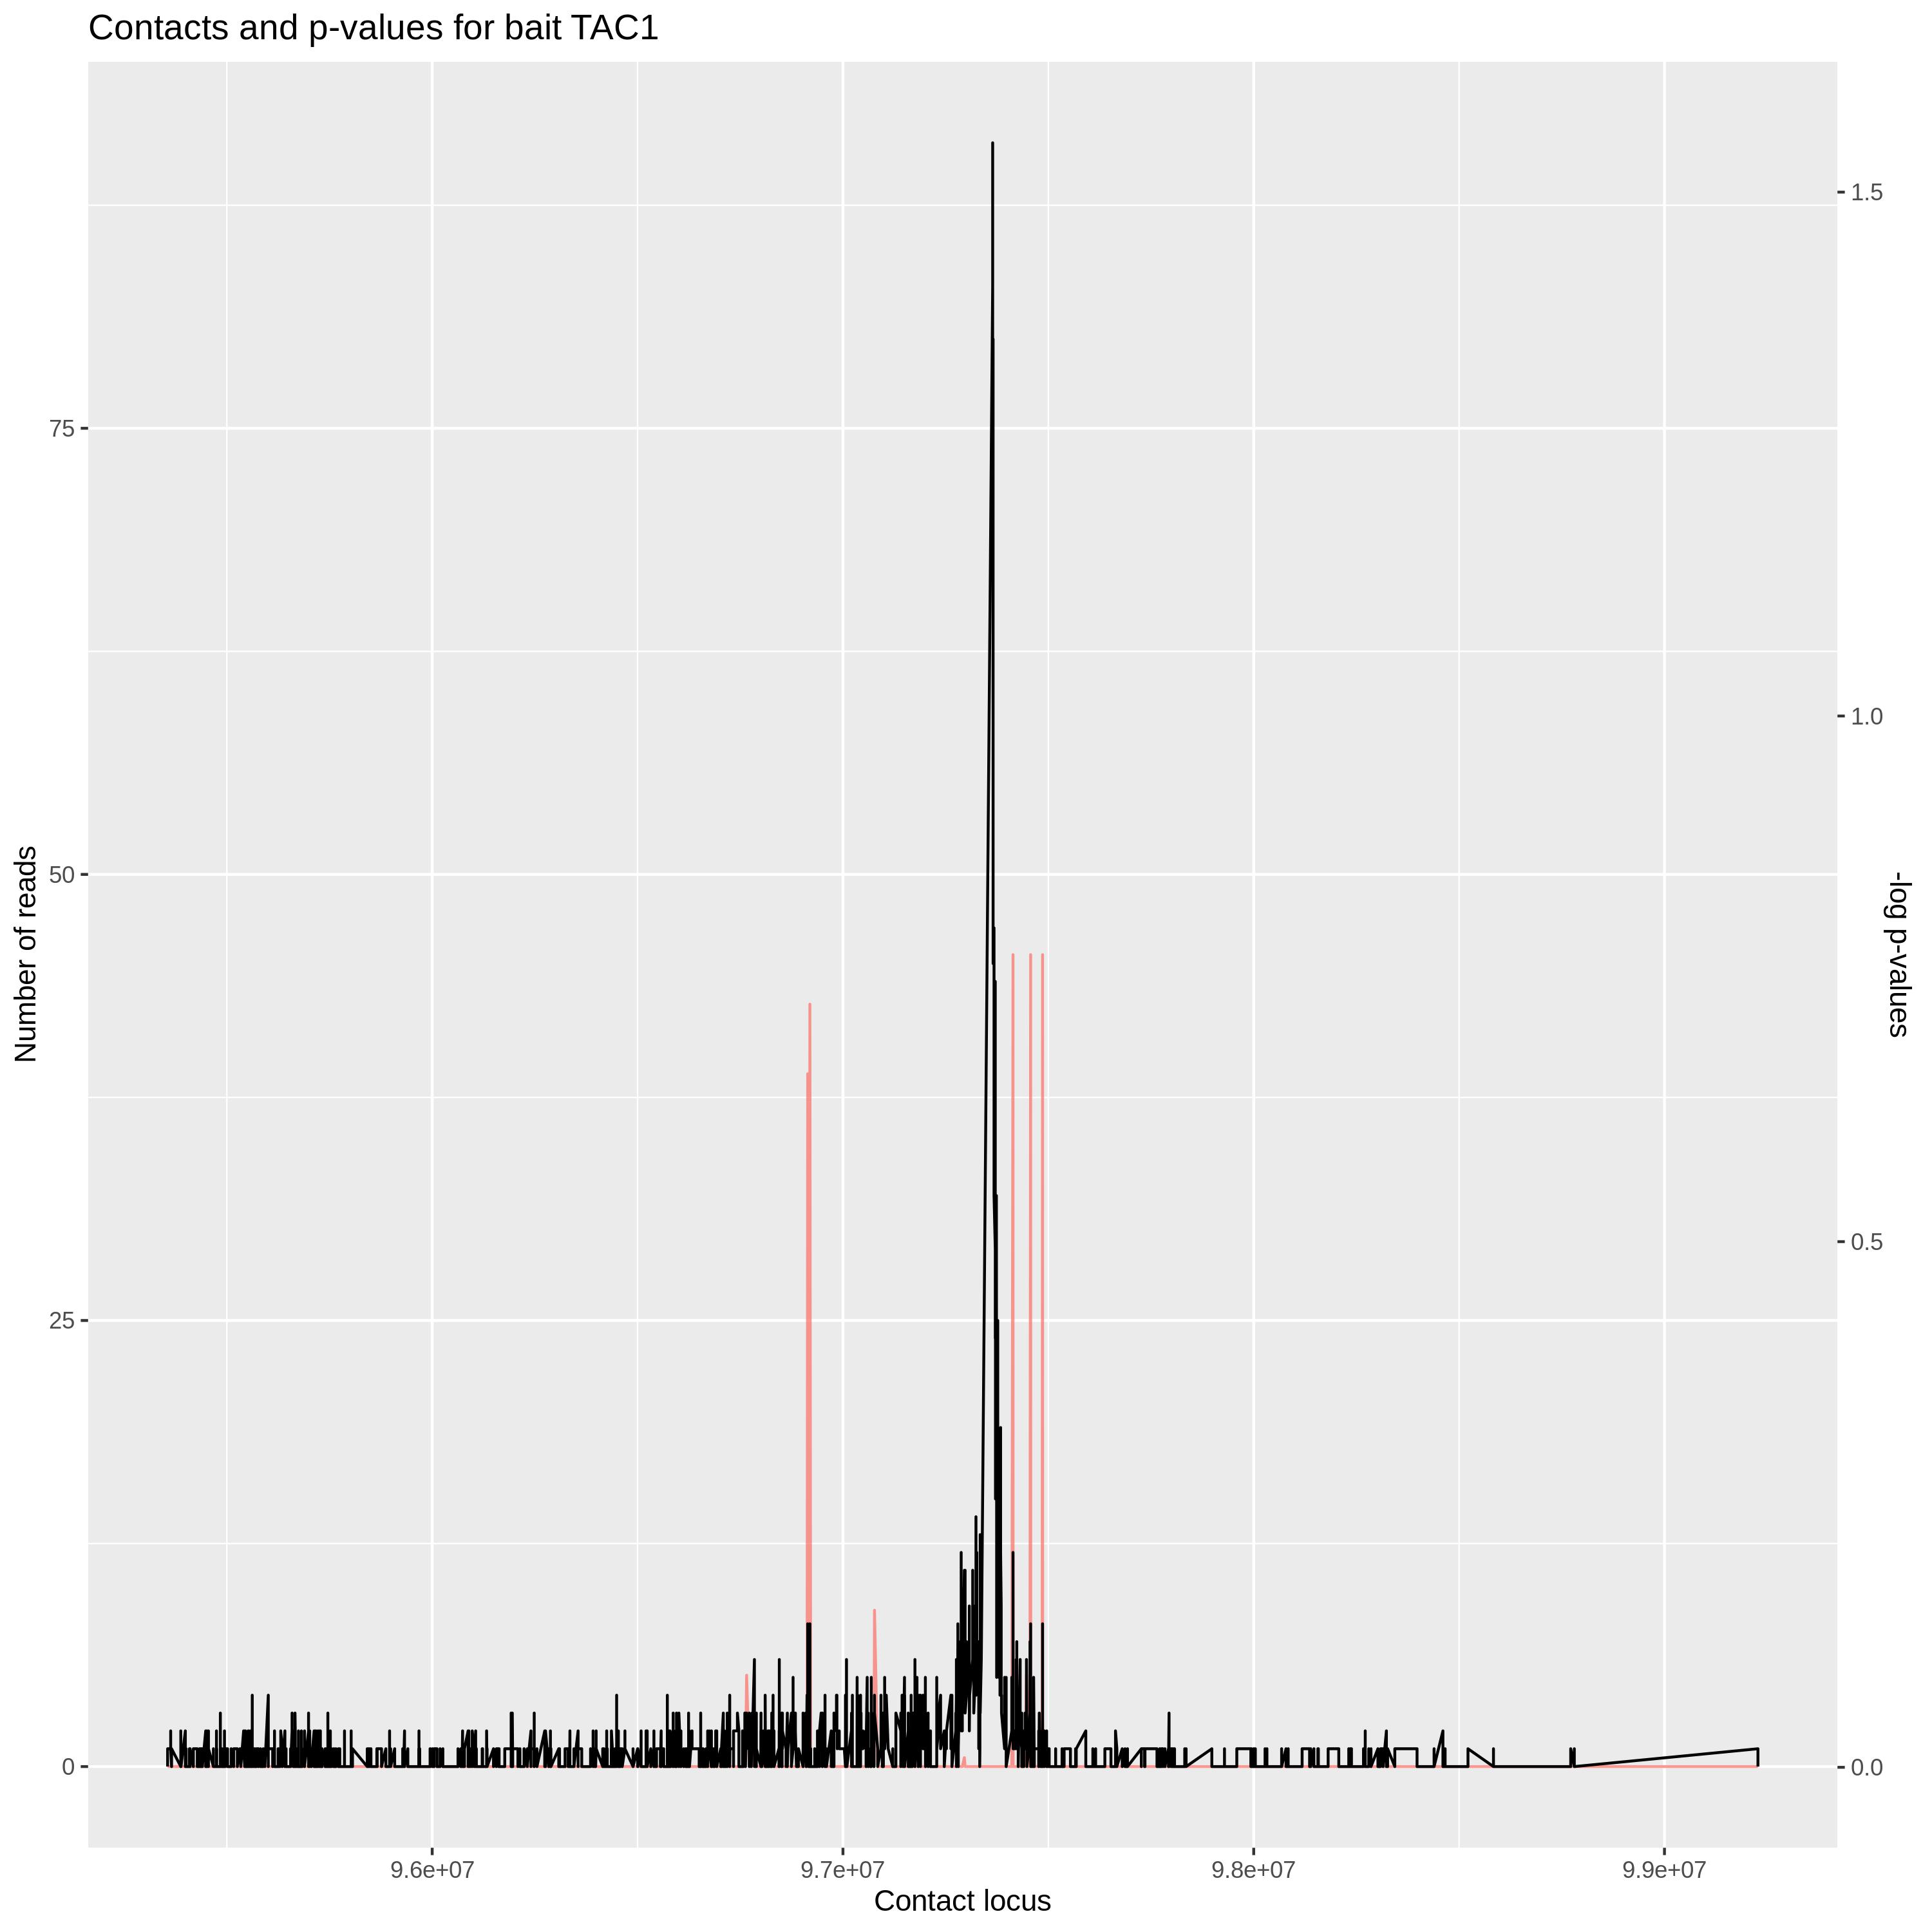 Contacts and p-values for bait TAC1
75
50
25
0
Number of reads
1.5
1.0
0.5
0.0
-log p-values
9.6e+07 9.7e+07 9.8e+07 9.9e+07
Contact locus